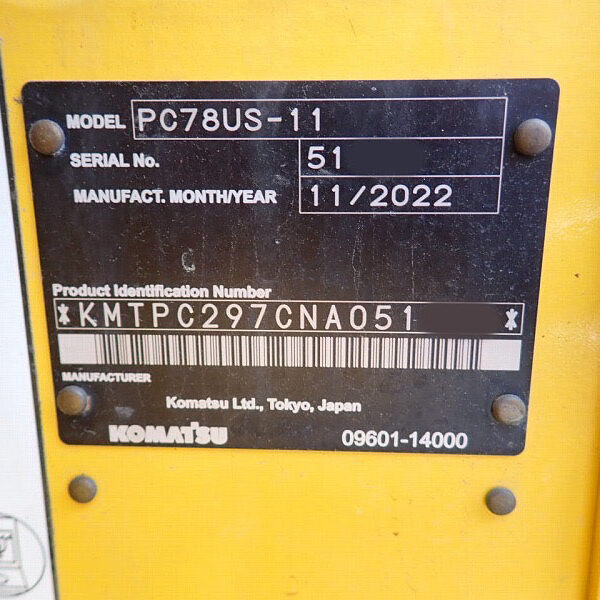 MODEL PC78US-11
SERIAL No. 51
MANUFACT. MONTH/YEAR 11/2022
Product Identification Number
*KMTPC297CNA051 *
MANUFACTURER
Komatsu Ltd., Tokyo, Japan
KOMATSU 09601-14000